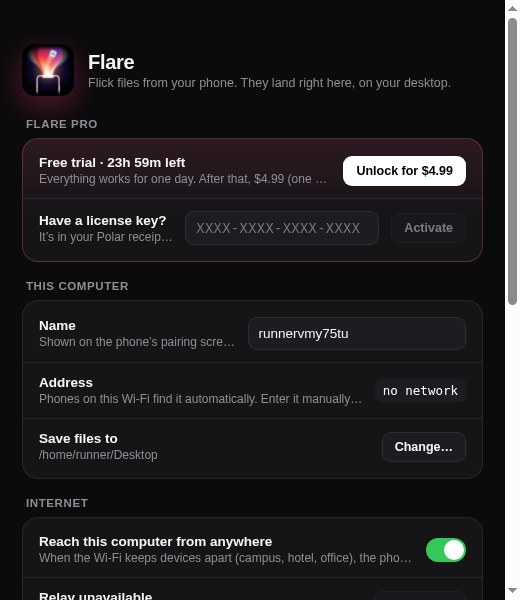 Flare
Flick files from your phone. They land right here, on your desktop.
FLARE PRO
Free trial · 23h 59m left
Everything works for one day. After that, $4.99 (one …
Unlock for $4.99
Have a license key?
It's in your Polar receip…
XXXX-XXXX-XXXX-XXXX
Activate
THIS COMPUTER
Name
Shown on the phone's pairing scre…
runnervmy75tu
Address
Phones on this Wi-Fi find it automatically. Enter it manually…
no network
Save files to
/home/runner/Desktop
Change…
INTERNET
Reach this computer from anywhere
When the Wi-Fi keeps devices apart (campus, hotel, office), the pho…
Relay unavailable